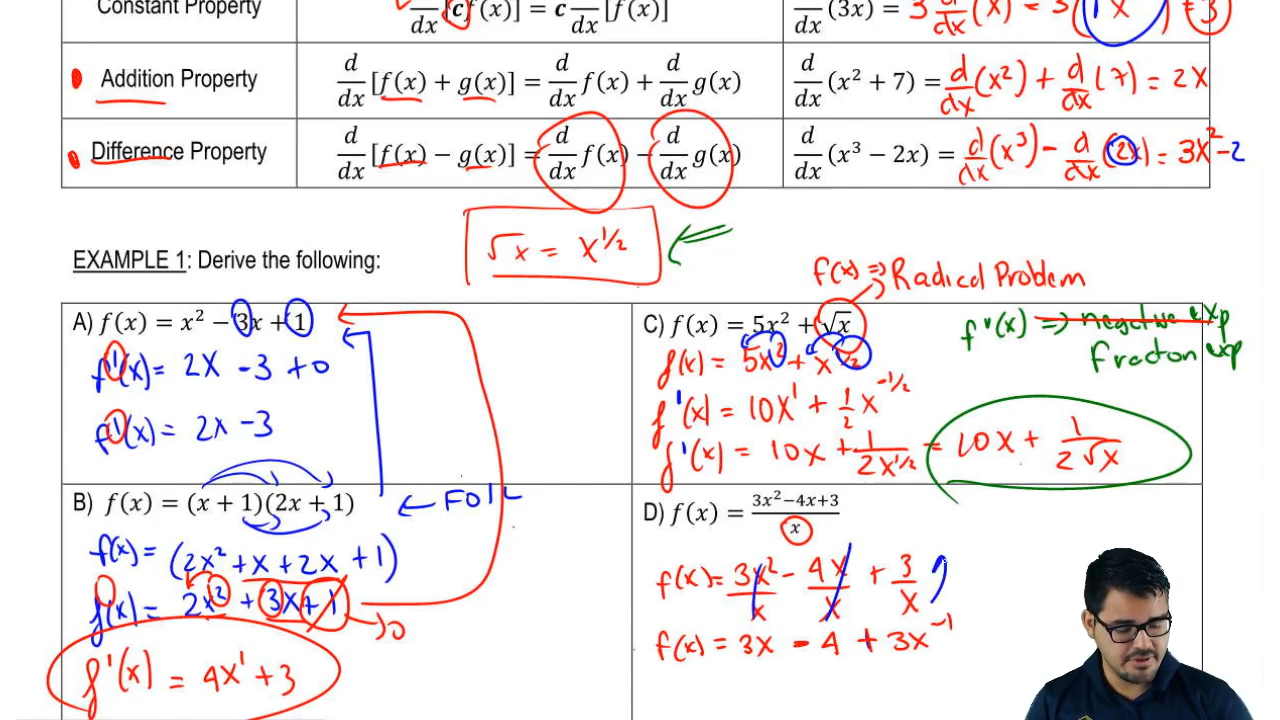 Constant Property
d/dx [cf(x)] = c d/dx [f(x)]
d/dx (3x) = 3 d/dx (x) = 3(1x = 3
Addition Property
d/dx [f(x) + g(x)] = d/dx f(x) + d/dx g(x)
d/dx (x² + 7) = d/dx (x²) + d/dx (7) = 2x
Difference Property
d/dx [f(x) − g(x)] = d/dx f(x) − d/dx g(x)
d/dx (x³ − 2x) = d/dx (x³) − d/dx (2x) = 3x² − 2
√x = x^1/2
EXAMPLE 1: Derive the following:
f(x) ⇒ Radical Problem
A) f(x) = x² − 3x + 1
f'(x) = 2x − 3 + 0
f'(x) = 2x − 3
C) f(x) = 5x² + √x
f'(x) ⇒ negative exp
Fraction exp
f(x) = 5x² + x^1/2
f'(x) = 10x¹ + 1/2 x^−1/2
f'(x) = 10x + 1/2x^1/2 = 10x + 1/2√x
B) f(x) = (x + 1)(2x + 1)
← FOIL
f(x) = (2x² + x + 2x + 1)
f(x) = 2x² + 3x + 1
→ 0
f'(x) = 4x¹ + 3
D) f(x) = 3x²−4x+3/x
f(x) = 3x²/x − 4x/x + 3/x
f(x) = 3x − 4 + 3x^−1